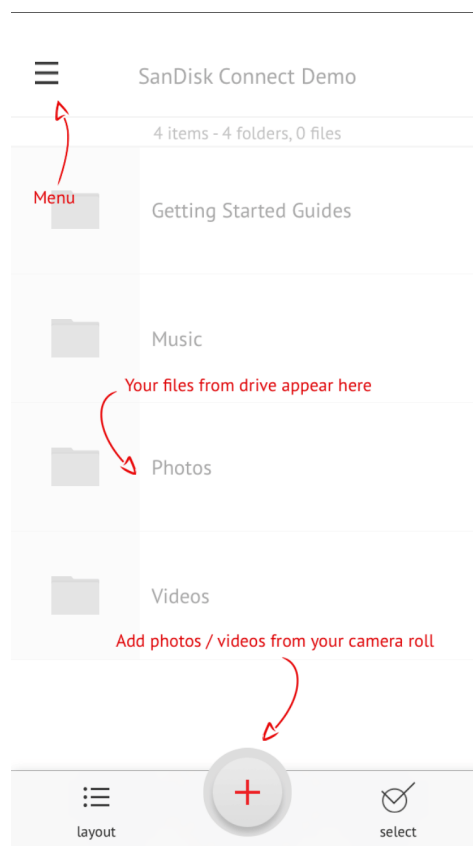 SanDisk Connect Demo
4 items - 4 folders, 0 files
Menu
Getting Started Guides
Music
Your files from drive appear here
Photos
Videos
Add photos / videos from your camera roll
layout
select